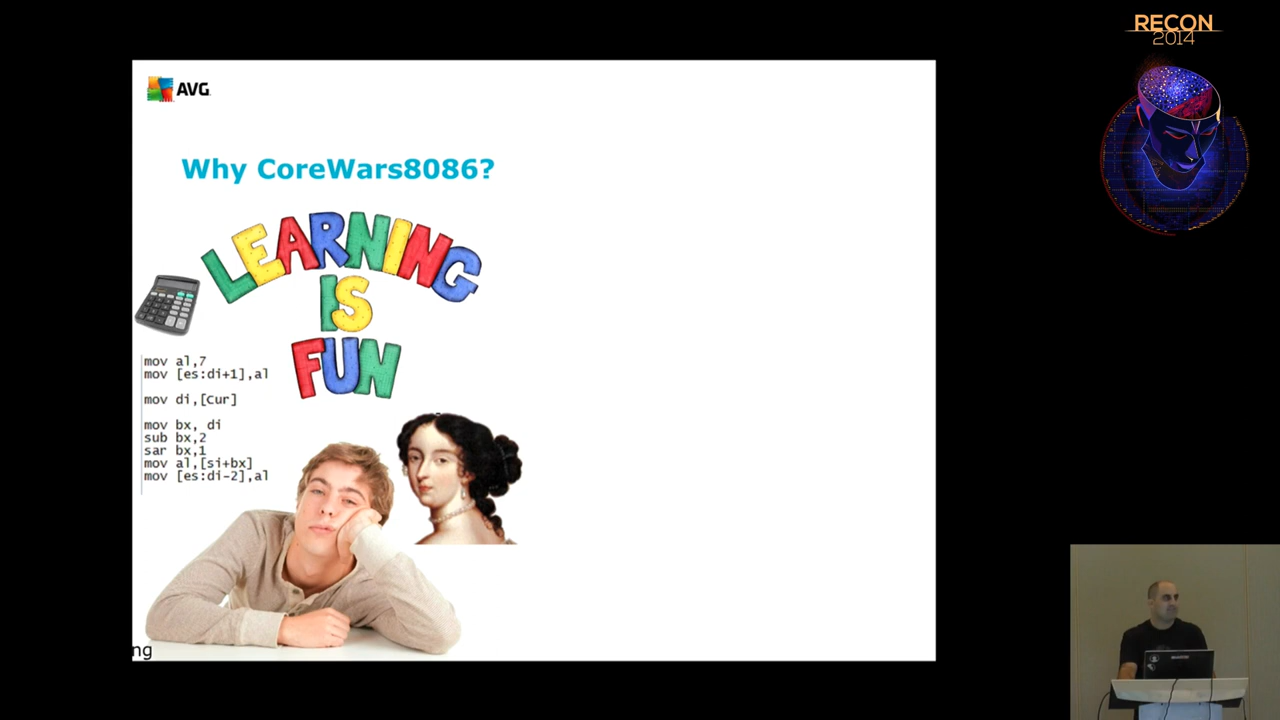 RECON
2014
AVG
Why CoreWars8086?
LEARNING
IS
FUN
mov al,7
mov [es:di+1],al
mov di,[Cur]
mov bx, di
sub bx,2
sar bx,1
mov al,[si+bx]
mov [es:di-2],al
ng